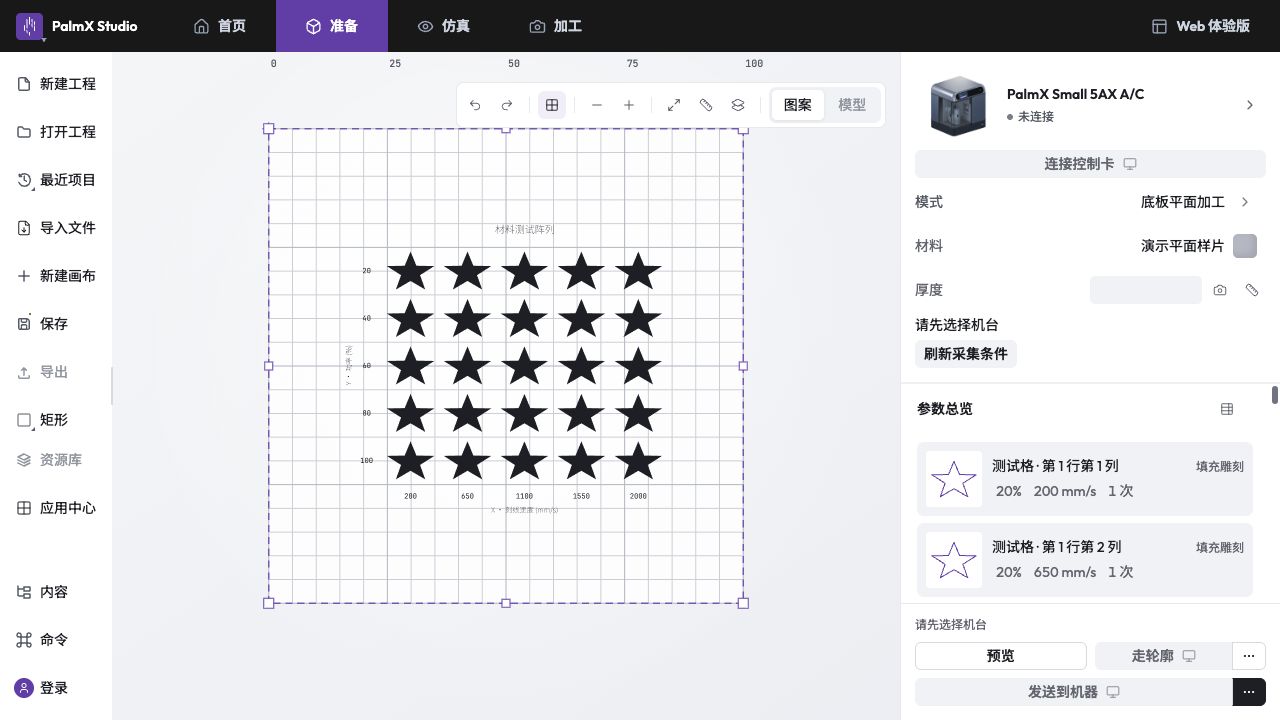 PalmX Studio
首页
准备
仿真
加工
Web 体验版
新建工程
打开工程
最近项目
导入文件
新建画布
保存
导出
矩形
资源库
应用中心
内容
命令
登录
0 25 50 75 100
图案 模型
材料测试阵列
20
40
60
80
100
200 650 1100 1550 2000
X · 刻线速度 (mm/s)
PalmX Small 5AX A/C
未连接
连接控制卡
模式 底板平面加工
材料 演示平面样片
厚度
请先选择机台
刷新采集条件
参数总览
测试格 · 第 1 行第 1 列 填充雕刻
20% 200 mm/s 1 次
测试格 · 第 1 行第 2 列 填充雕刻
20% 650 mm/s 1 次
请先选择机台
预览 走轮廓 ...
发送到机器 ...